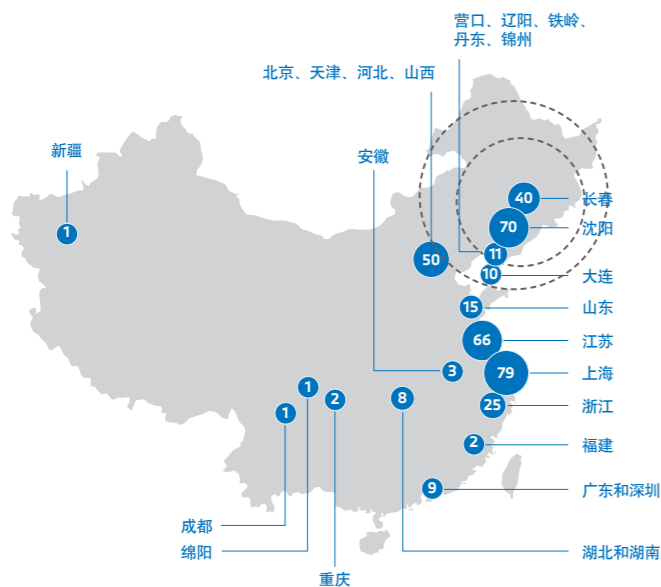 营口、辽阳、铁岭、
丹东、锦州
北京、天津、河北、山西
安徽
新疆
1
40
长春
70
沈阳
11
50
10
大连
15
山东
66
江苏
3
79
上海
1
2
8
25
浙江
1
2
福建
9
广东和深圳
成都
绵阳
湖北和湖南
重庆